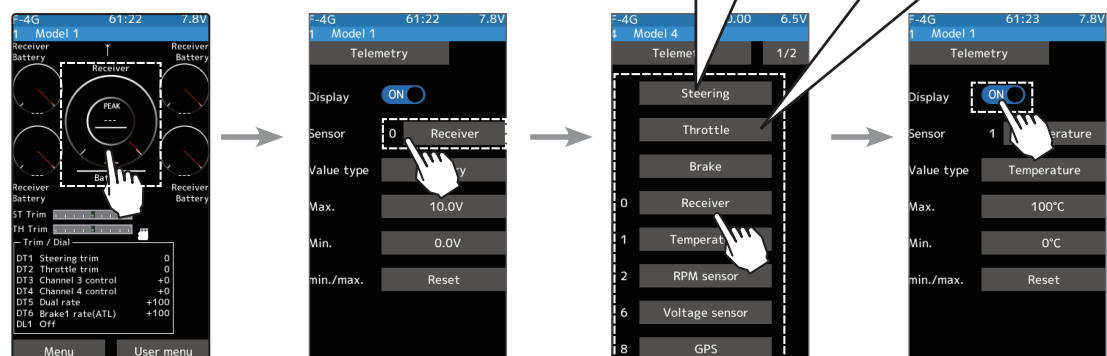 F-4G 61:22 7.8V
1 Model 1
Receiver Battery
Receiver Battery
Receiver
PEAK
---
---
Receiver Battery
Receiver Battery
ST Trim
TH Trim
Trim / Dial
DT1 Steering trim 0
DT2 Throttle trim 0
DT3 Channel 3 control +0
DT4 Channel 4 control +0
DT5 Dual rate +100
DT6 Brake1 rate(ATL) +100
DL1 Off
Menu User menu
F-4G 61:22 7.8V
1 Model 1
Telemetry
Display ON
Sensor 0 Receiver
Value type
Max. 10.0V
Min. 0.0V
min./max. Reset
F-4G 6.5V
4 Model 4
1/2
Steering
Throttle
Brake
0 Receiver
1
2 RPM sensor
6 Voltage sensor
8 GPS
F-4G 61:23 7.8V
1 Model 1
Telemetry
Display ON
Sensor 1
Value type Temperature
Max. 100°C
Min. 0°C
min./max. Reset